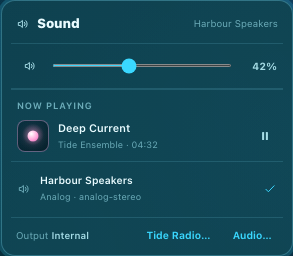 Sound Harbour Speakers
42%
NOW PLAYING
Deep Current
Tide Ensemble · 04:32
Harbour Speakers
Analog · analog-stereo
Output Internal Tide Radio... Audio...